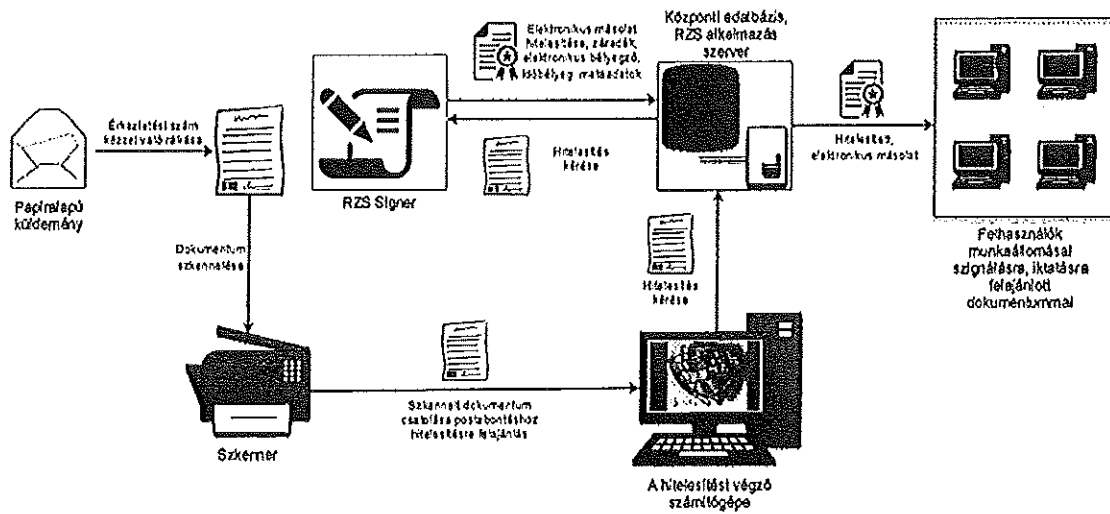 Papíralapú
küldemény
Érkeztetési szám
kézzel való rákása
Dokumentum
szkennelése
Szkenner
Szkennelt dokumentum
csatolása postabontáshoz
hitelesítésre felajánlás
A hitelesítést végző
számítógépe
Hitelesítés
kérése
Központi adatbázis,
RZS alkalmazás
szerver
Hitelesítés
kérése
RZS Signer
Elektronikus másolat
hitelesítése, záradék,
elektronikus bélyegző,
időbélyeg metaadatok
Hitelesített,
elektronikus másolat
Felhasználók
munkaállomásai
szignálásra, iktatásra
felajánlott
dokumentummal